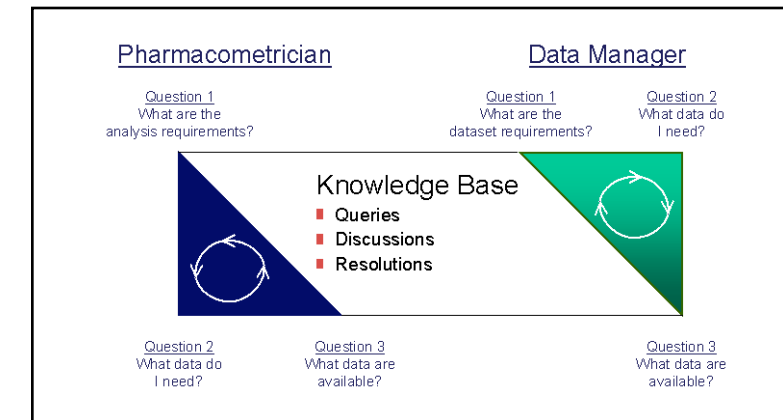 Pharmacometrician
Data Manager
Question 1
What are the
analysis requirements?
Question 1
What are the
dataset requirements?
Question 2
What data do
I need?
Knowledge Base
Queries
Discussions
Resolutions
Question 2
What data do
I need?
Question 3
What data are
available?
Question 3
What data are
available?